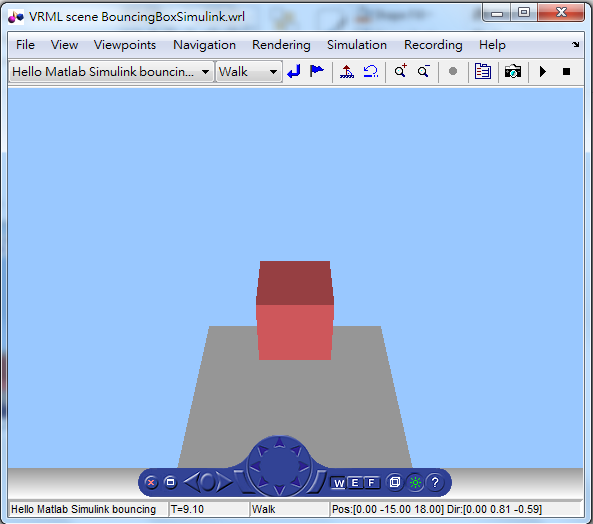 VRML scene BouncingBoxSimulink.wrl
File View Viewpoints Navigation Rendering Simulation Recording Help
Hello Matlab Simulink bouncin... Walk
W E F ?
Hello Matlab Simulink bouncing T=9.10 Walk Pos:[0.00 -15.00 18.00] Dir:[0.00 0.81 -0.59]